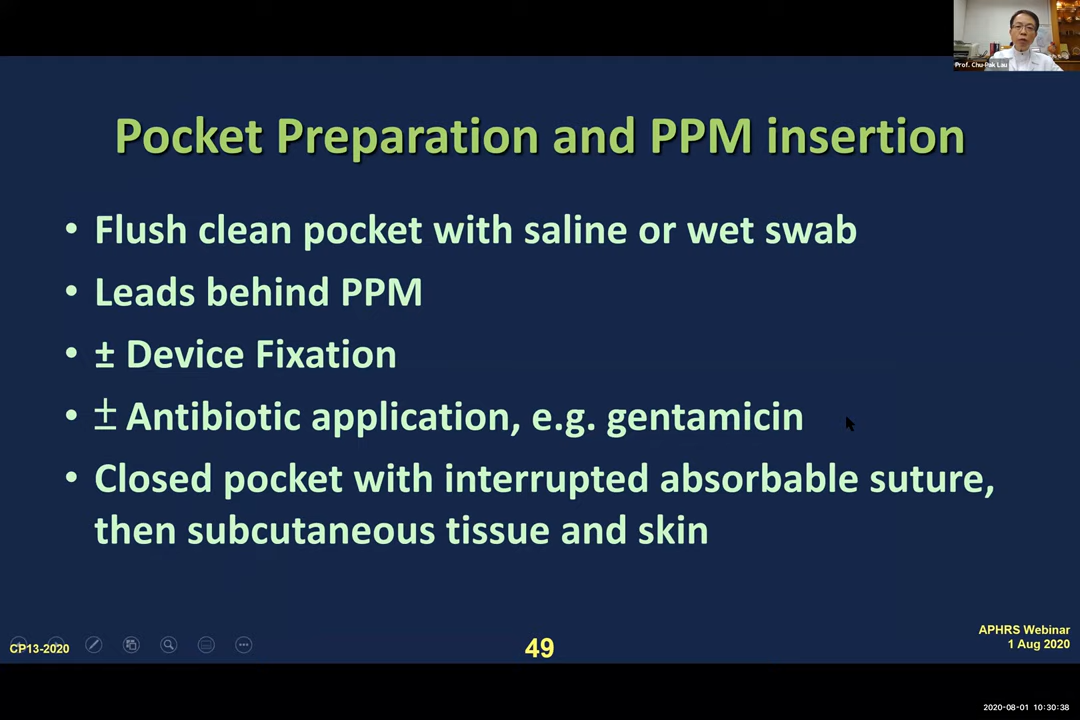 Prof. Chu-Pak Lau
Pocket Preparation and PPM insertion
• Flush clean pocket with saline or wet swab
• Leads behind PPM
• ± Device Fixation
• ± Antibiotic application, e.g. gentamicin
• Closed pocket with interrupted absorbable suture,
then subcutaneous tissue and skin
CP13-2020
49
APHRS Webinar
1 Aug 2020
2020-08-01 10:30:38